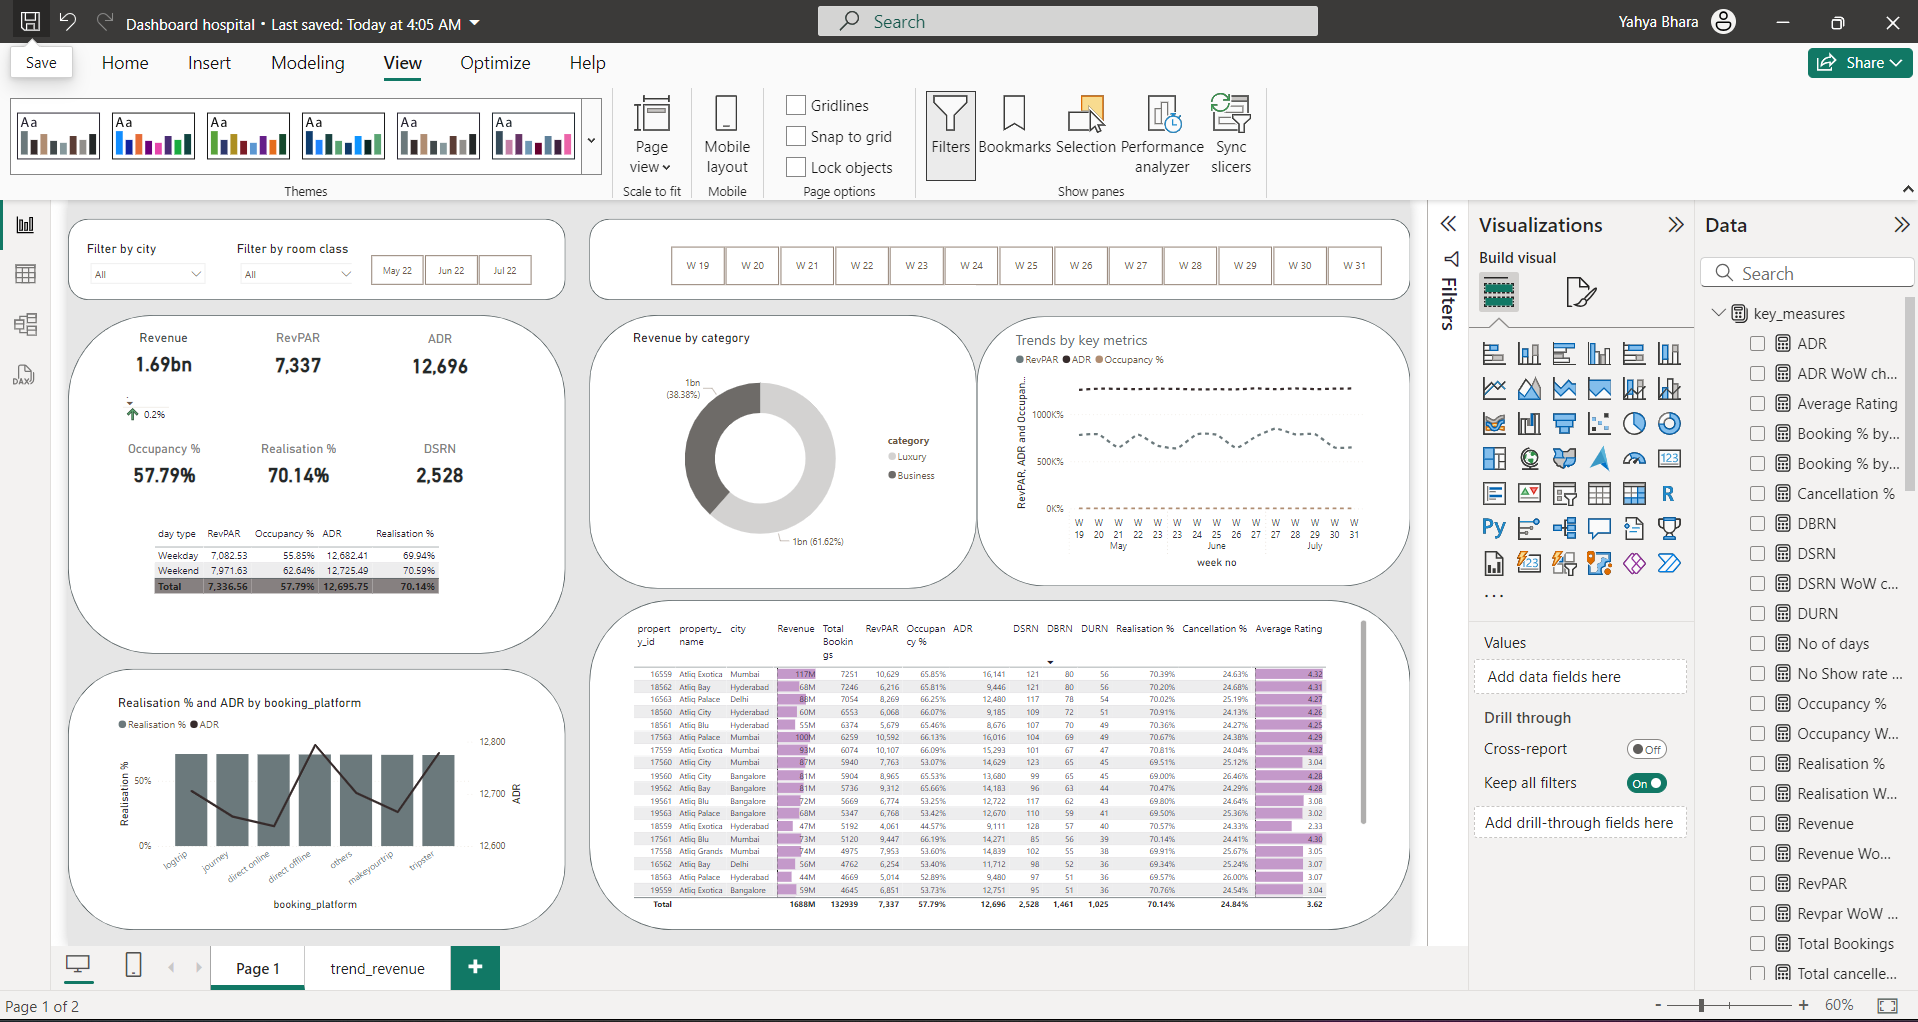 Dashboard hospital • Last saved: Today at 4:05 AM
Search
Yahya Bhara
Save
Home Insert Modeling View Optimize Help
Share
Aa Aa Aa Aa Aa Aa
Themes
Page view
Scale to fit
Mobile layout
Mobile
Gridlines
Snap to grid
Lock objects
Page options
Filters
Bookmarks
Selection
Performance analyzer
Sync slicers
Show panes
Filter by city
All
Filter by room class
All
May 22 Jun 22 Jul 22
W 19 W 20 W 21 W 22 W 23 W 24 W 25 W 26 W 27 W 28 W 29 W 30 W 31
Revenue RevPAR ADR
1.69bn 7,337 12,696
0.2%
Occupancy % Realisation % DSRN
57.79% 70.14% 2,528
day type RevPAR Occupancy % ADR Realisation %
Weekday 7,082.53 55.85% 12,682.41 69.94%
Weekend 7,971.63 62.64% 12,725.49 70.59%
Total 7,336.56 57.79% 12,695.75 70.14%
Revenue by category
1bn
(38.38%)
1bn (61.62%)
category
Luxury
Business
Trends by key metrics
RevPAR ADR Occupancy %
RevPAR, ADR and Occupan...
1000K%
500K%
0K%
W W W W W W W W W W W W W W W
19 20 21 22 23 23 24 25 26 27 27 28 29 30 31
May June July
week no
Realisation % and ADR by booking_platform
Realisation % ADR
Realisation %
50%
0%
12,800
12,700
12,600
ADR
logtrip journey direct online direct offline others makeyourtrip tripster
booking_platform
property_id property_name city Revenue Total Bookings RevPAR Occupancy % ADR DSRN DBRN DURN Realisation % Cancellation % Average Rating
16559 Atliq Exotica Mumbai 117M 7251 10,629 65.85% 16,141 121 80 56 70.39% 24.63% 4.32
18562 Atliq Bay Hyderabad 68M 7246 6,216 65.81% 9,446 121 80 56 70.20% 24.68% 4.31
16563 Atliq Palace Delhi 88M 7054 8,269 66.25% 12,480 117 78 54 70.02% 25.19% 4.27
18560 Atliq City Hyderabad 60M 6553 6,068 66.07% 9,185 109 72 51 70.91% 24.13% 4.26
18561 Atliq Blu Hyderabad 55M 6374 5,679 65.46% 8,676 107 70 49 70.36% 24.27% 4.25
17563 Atliq Palace Mumbai 100M 6259 10,592 66.13% 16,016 104 69 49 70.67% 24.38% 4.29
17559 Atliq Exotica Mumbai 93M 6074 10,107 66.09% 15,293 101 67 47 70.81% 24.04% 4.32
17560 Atliq City Mumbai 87M 5940 7,763 53.07% 14,629 123 65 45 69.51% 25.12% 3.04
19560 Atliq City Bangalore 81M 5904 8,965 65.53% 13,680 99 65 45 69.00% 26.46% 4.28
19562 Atliq Bay Bangalore 81M 5736 9,312 65.66% 14,183 96 63 44 70.47% 24.29% 4.28
19561 Atliq Blu Bangalore 72M 5669 6,774 53.25% 12,722 117 62 43 69.80% 24.64% 3.08
19563 Atliq Palace Bangalore 68M 5347 6,768 53.42% 12,670 110 59 41 69.50% 25.36% 3.02
18559 Atliq Exotica Hyderabad 47M 5192 4,061 44.57% 9,111 128 57 40 70.57% 24.33% 2.33
17561 Atliq Blu Mumbai 73M 5120 9,447 66.19% 14,271 85 56 39 70.14% 24.41% 4.30
17558 Atliq Grands Mumbai 74M 4975 7,953 53.60% 14,839 102 55 38 69.91% 25.67% 3.05
16562 Atliq Bay Delhi 56M 4762 6,254 53.40% 11,712 98 52 36 69.34% 25.24% 3.07
18563 Atliq Palace Hyderabad 44M 4669 5,014 52.89% 9,480 97 51 36 69.57% 26.00% 3.07
19559 Atliq Exotica Bangalore 59M 4645 6,851 53.73% 12,751 95 51 36 70.76% 24.54% 3.04
Total 1688M 132939 7,337 57.79% 12,696 2,528 1,461 1,025 70.14% 24.84% 3.62
Filters
Visualizations
Build visual
123
R
Py
123
...
Values
Add data fields here
Drill through
Cross-report Off
Keep all filters On
Add drill-through fields here
Data
Search
key_measures
ADR
ADR WoW ch...
Average Rating
Booking % by...
Booking % by...
Cancellation %
DBRN
DSRN
DSRN WoW c...
DURN
No of days
No Show rate ...
Occupancy %
Occupancy W...
Realisation %
Realisation W...
Revenue
Revenue Wo...
RevPAR
Revpar WoW ...
Total Bookings
Total cancelle...
DAX
Page 1
trend_revenue
+
Page 1 of 2
- + 60%